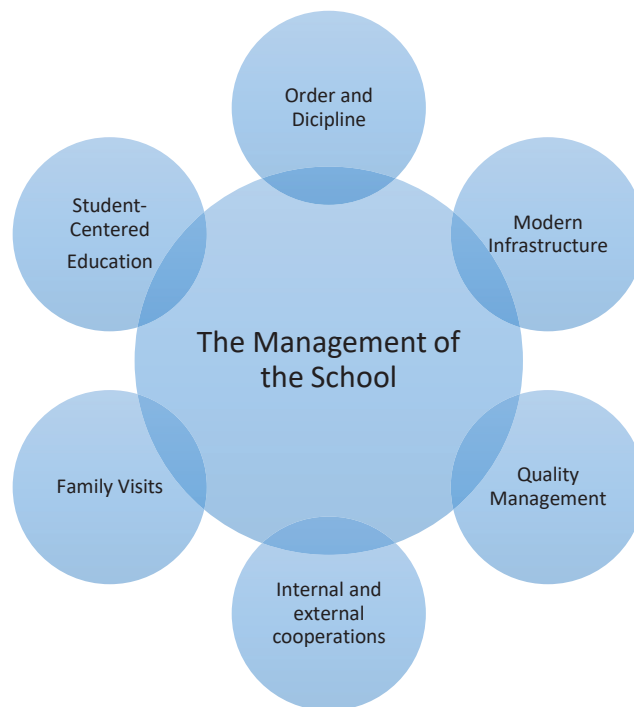 Order and
Dicipline
Student-
Centered
Education
Modern
Infrastructure
The Management of
the School
Family Visits
Quality
Management
Internal and
external
cooperations